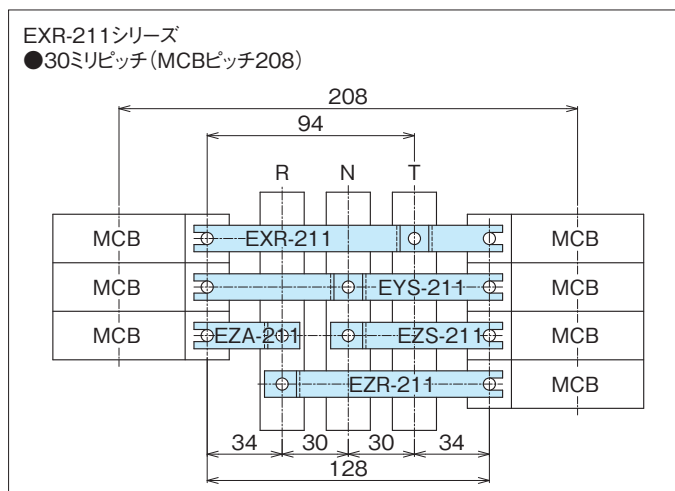 EXR-211シリーズ
●30ミリピッチ(MCBピッチ208)
208
94
R N T
MCB EXR-211 MCB
MCB EYS-211 MCB
MCB EZA-211 EZS-211 MCB
EZR-211 MCB
34 30 30 34
128